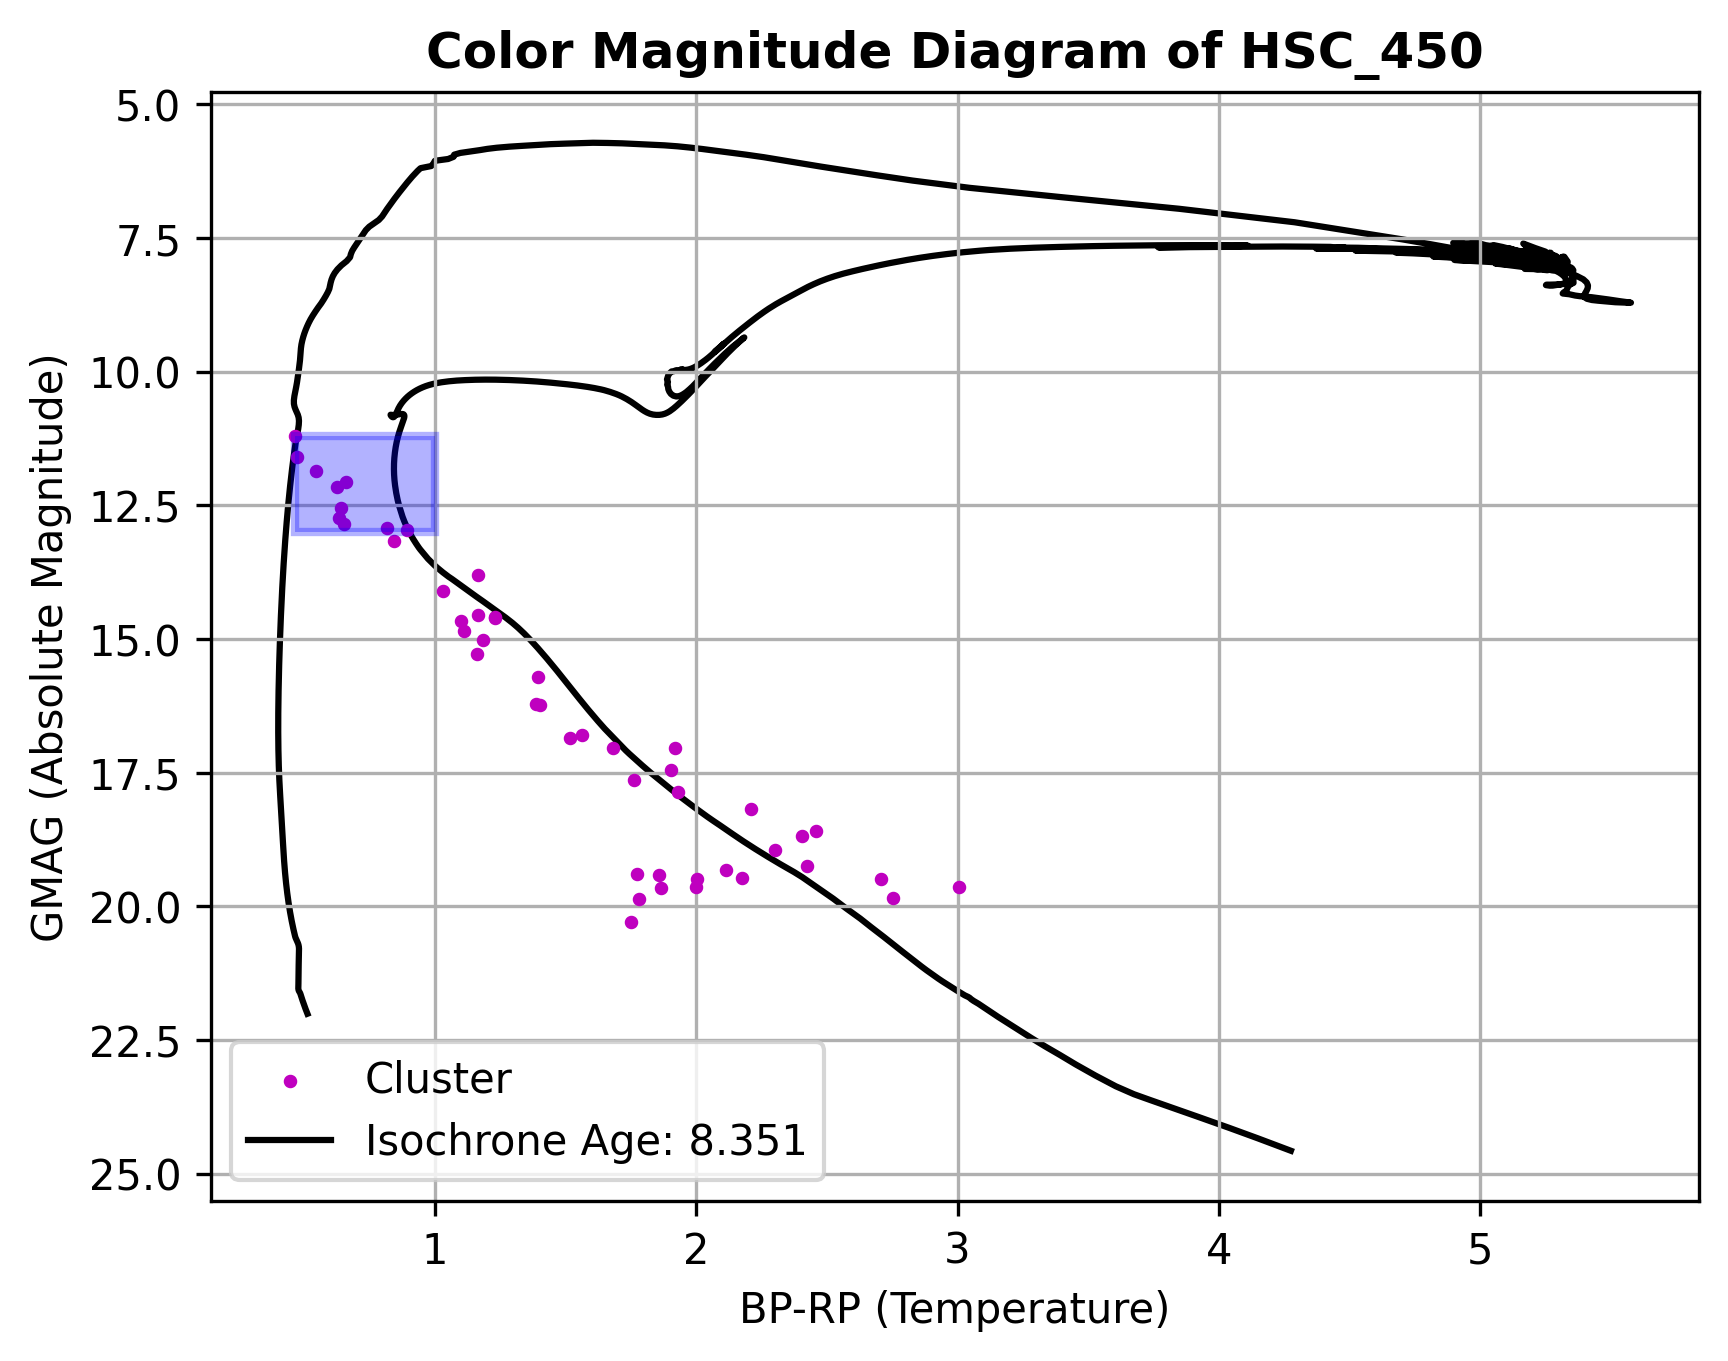 Color Magnitude Diagram of HSC_450
GMAG (Absolute Magnitude)
5.0
7.5
10.0
12.5
15.0
17.5
20.0
22.5
25.0
Cluster
Isochrone Age: 8.351
1 2 3 4 5
BP-RP (Temperature)